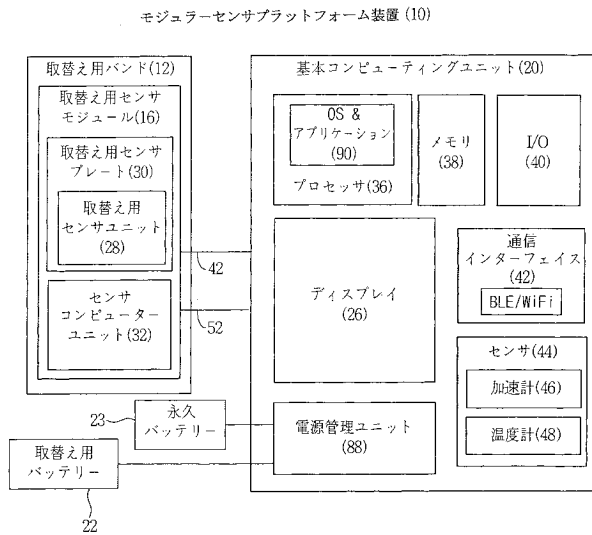 モジュラーセンサプラットフォーム装置(10)
取替え用バンド(12)
取替え用センサ
モジュール(16)
取替え用センサ
プレート(30)
取替え用
センサユニット
(28)
センサ
コンピューター
ユニット(32)
42
52
基本コンピューティングユニット(20)
OS &
アプリケーション
(90)
プロセッサ(36)
メモリ
(38)
I/O
(40)
ディスプレイ
(26)
通信
インターフェイス
(42)
BLE/WiFi
センサ(44)
加速計(46)
温度計(48)
電源管理ユニット
(88)
23
永久
バッテリー
取替え用
バッテリー
22